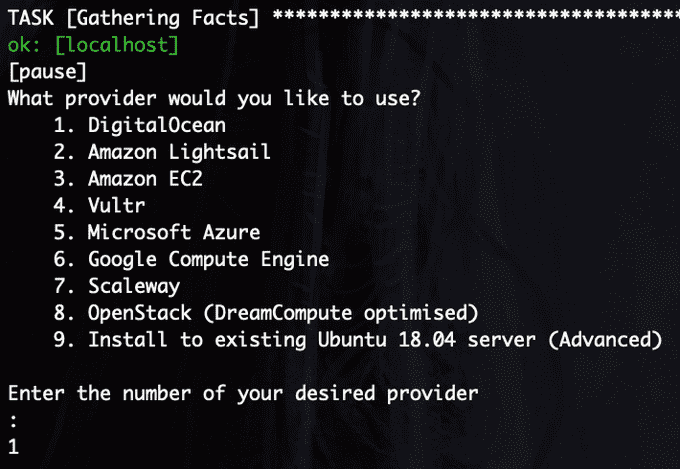 TASK [Gathering Facts] ************************************
ok: [localhost]
[pause]
What provider would you like to use?
1. DigitalOcean
2. Amazon Lightsail
3. Amazon EC2
4. Vultr
5. Microsoft Azure
6. Google Compute Engine
7. Scaleway
8. OpenStack (DreamCompute optimised)
9. Install to existing Ubuntu 18.04 server (Advanced)
Enter the number of your desired provider
:
1